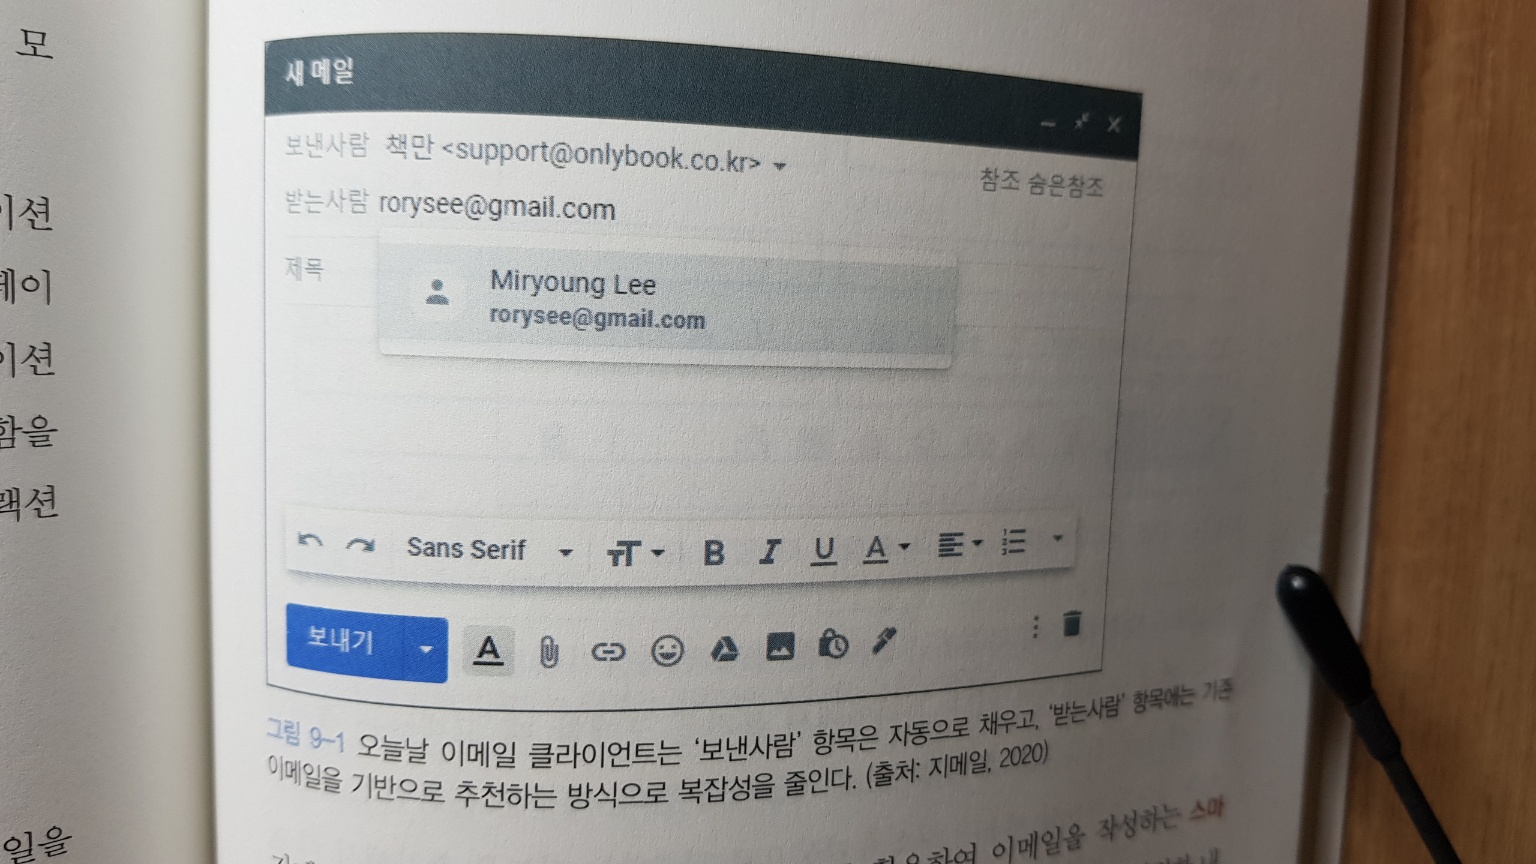 모
이션
데이
이션
함을
랙션
일을
새 메일
보낸사람 책만 <support@onlybook.co.kr>
참조 숨은참조
받는사람 rorysee@gmail.com
제목
Miryoung Lee
rorysee@gmail.com
Sans Serif
B I U A
보내기 A
그림 9-1 오늘날 이메일 클라이언트는 ‘보낸사람’ 항목은 자동으로 채우고, ‘받는사람’ 항목에는 기존
이메일을 기반으로 추천하는 방식으로 복잡성을 줄인다. (출처: 지메일, 2020)
이메일을 작성하는 스마